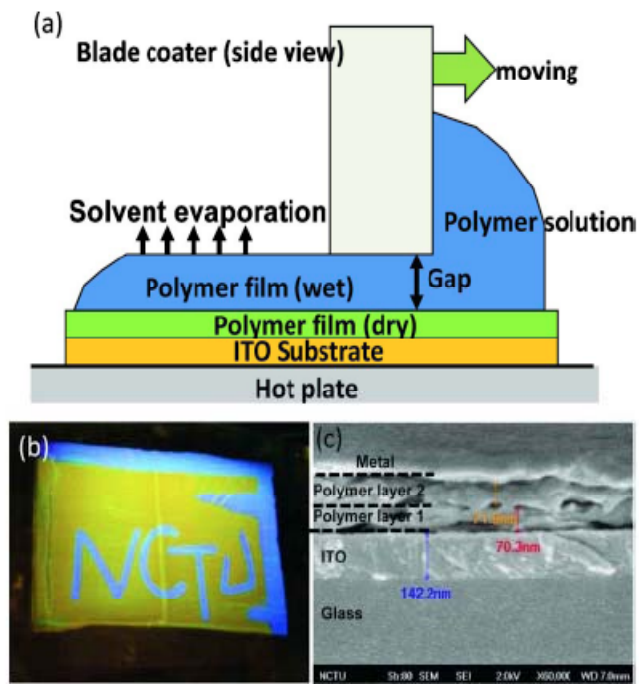 (a)
Blade coater (side view)
moving
Solvent evaporation
Polymer solution
Polymer film (wet)
Gap
Polymer film (dry)
ITO Substrate
Hot plate
(b)
NCTU
(c)
Metal
Polymer layer 2
Polymer layer 1
70.3nm
ITO
142.2nm
Glass
NCTU
SEM
SEI
2.0kV
WD 7.0mm